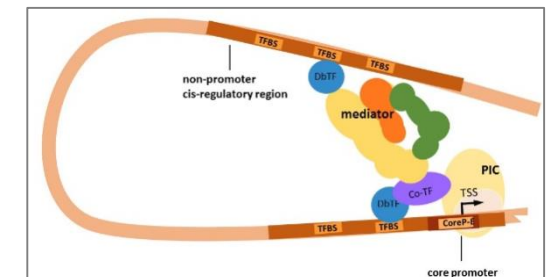 TFBS
TFBS
TFBS
DbTF
non-promoter
cis-regulatory region
mediator
PIC
Co-TF
TSS
DbTF
TFBS
TFBS
CoreP-E
core promoter